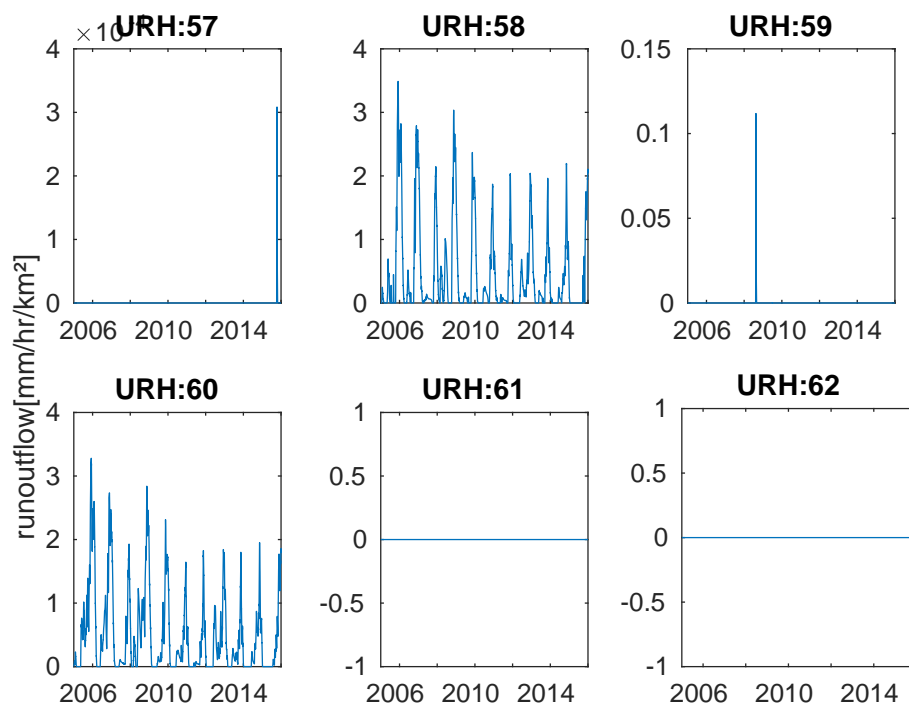 × 10
URH:57 URH:58 URH:59
4 4 0.15
3 3
0.1
2 2
0.05
1 1
0 0 0
2006 2010 2014 2006 2010 2014 2006 2010 2014
runoutflow[mm/hr/km²]
URH:60 URH:61 URH:62
4 1 1
3 0.5 0.5
2 0 0
1 -0.5 -0.5
0 -1 -1
2006 2010 2014 2006 2010 2014 2006 2010 2014